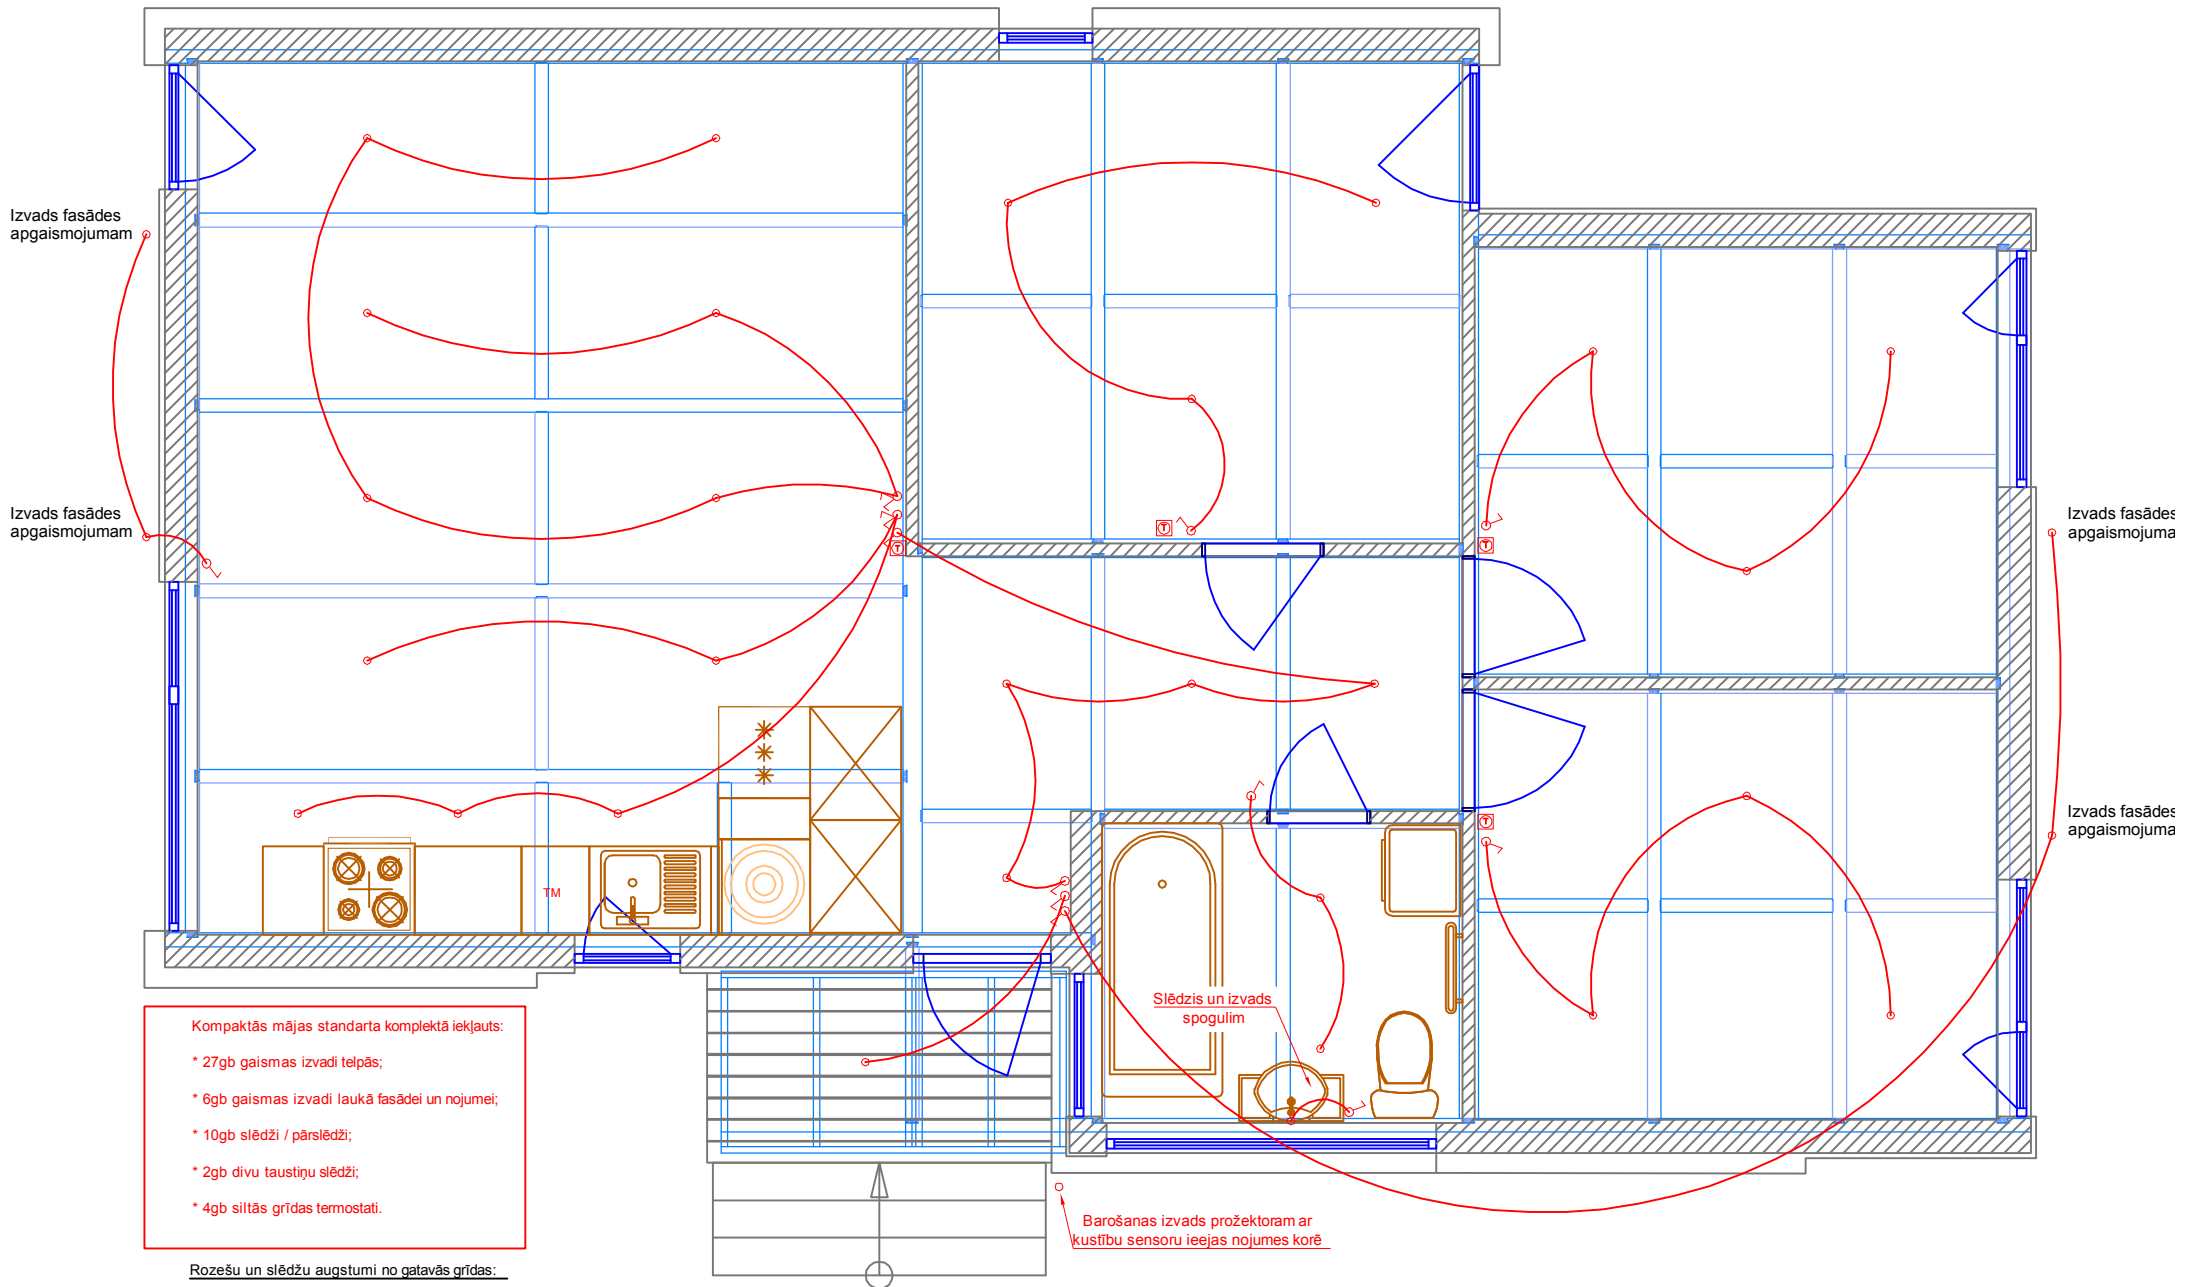 Izvads fasādes
apgaismojumam
Izvads fasādes
apgaismojumam
Izvads fasādes
apgaismojuma
Izvads fasādes
apgaismojuma
T
T
T
T
TM
Slēdzis un izvads
spogulim
Kompaktās mājas standarta komplektā iekļauts:
* 27gb gaismas izvadi telpās;
* 6gb gaismas izvadi laukā fasādei un nojumei;
* 10gb slēdži / pārslēdži;
* 2gb divu taustiņu slēdži;
* 4gb siltās grīdas termostati.
Barošanas izvads prožektoram ar
kustību sensoru ieejas nojumes korē
Rozešu un slēdžu augstumi no gatavās grīdas: